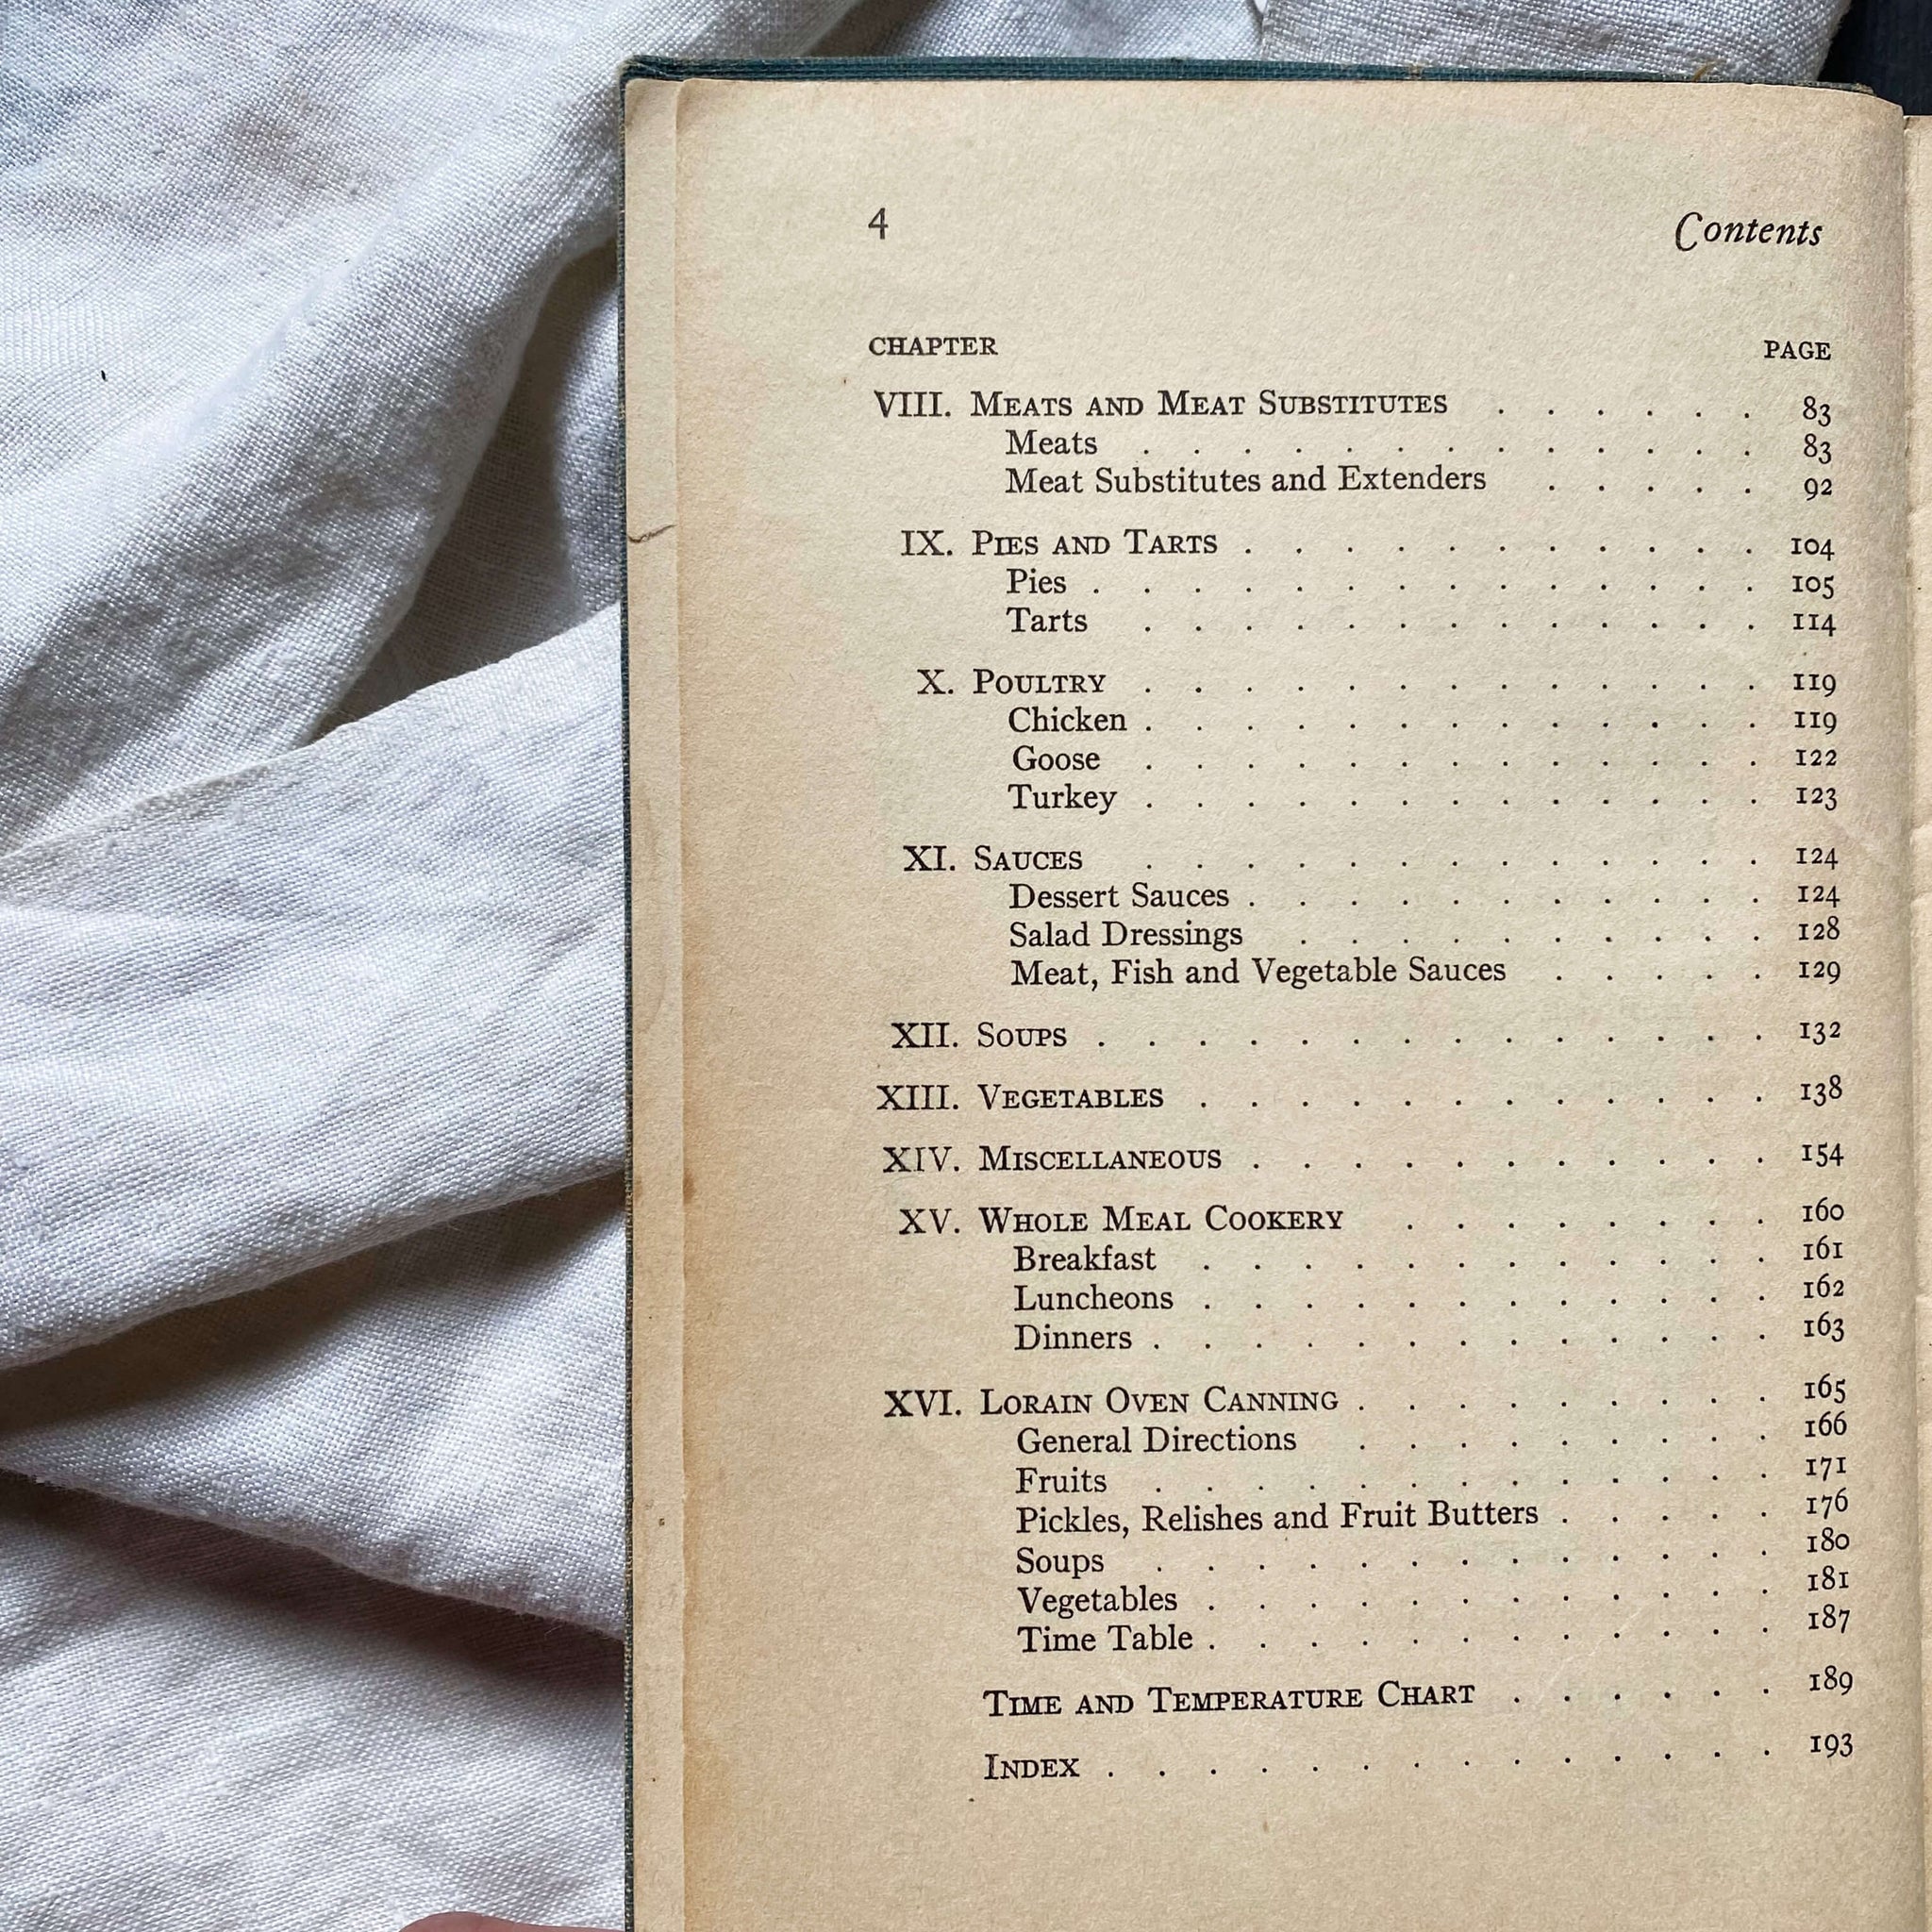 4 Contents
CHAPTER PAGE
VIII. MEATS AND MEAT SUBSTITUTES . . . . . . 83
Meats . . . . . . . . . . . . . 83
Meat Substitutes and Extenders . . . . . 92
IX. PIES AND TARTS . . . . . . . . . . . 104
Pies . . . . . . . . . . . . . . 105
Tarts . . . . . . . . . . . . . 114
X. POULTRY . . . . . . . . . . . . . 119
Chicken . . . . . . . . . . . . . 119
Goose . . . . . . . . . . . . . 122
Turkey . . . . . . . . . . . . . 123
XI. SAUCES . . . . . . . . . . . . . 124
Dessert Sauces . . . . . . . . . . . 124
Salad Dressings . . . . . . . . . . 128
Meat, Fish and Vegetable Sauces . . . . . 129
XII. SOUPS . . . . . . . . . . . . . . 132
XIII. VEGETABLES . . . . . . . . . . . . 138
XIV. MISCELLANEOUS . . . . . . . . . . . 154
XV. WHOLE MEAL COOKERY . . . . . . . . 160
Breakfast . . . . . . . . . . . . 161
Luncheons . . . . . . . . . . . . 162
Dinners . . . . . . . . . . . . . 163
XVI. LORAIN OVEN CANNING . . . . . . . . . 165
General Directions . . . . . . . . . 166
Fruits . . . . . . . . . . . . . 171
Pickles, Relishes and Fruit Butters . . . . . 176
Soups . . . . . . . . . . . . . 180
Vegetables . . . . . . . . . . . . 181
Time Table . . . . . . . . . . . . 187
TIME AND TEMPERATURE CHART . . . . . . 189
INDEX . . . . . . . . . . . . . . 193